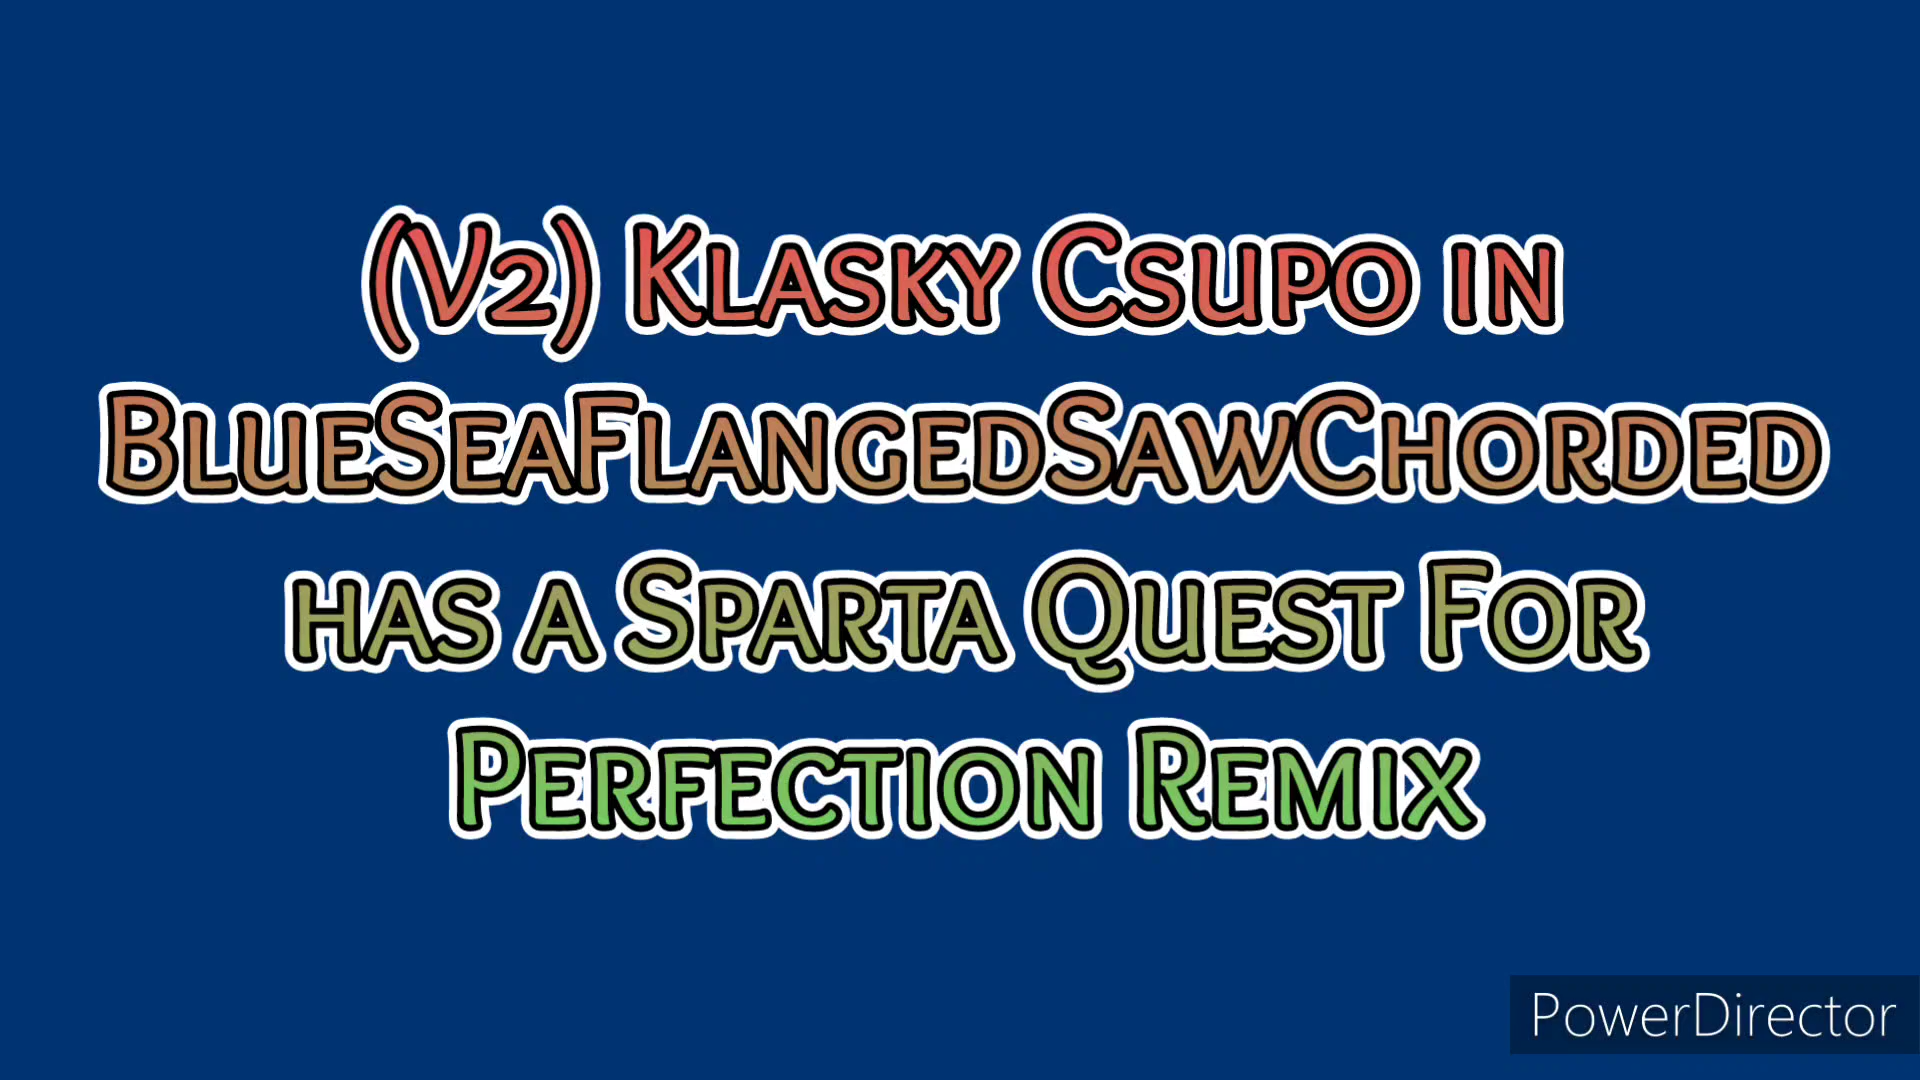 (V2) Klasky Csupo in
BlueSeaFlangedSawChorded
has a Sparta Quest For
Perfection Remix
PowerDirector